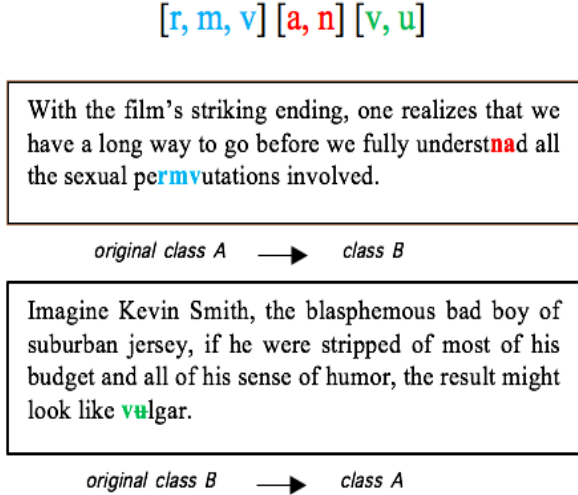 [r, m, v] [a, n] [v, u]
With the film's striking ending, one realizes that we
have a long way to go before we fully understnad all
the sexual permvutations involved.
original class A → class B
Imagine Kevin Smith, the blasphemous bad boy of
suburban jersey, if he were stripped of most of his
budget and all of his sense of humor, the result might
look like vulgar.
original class B → class A